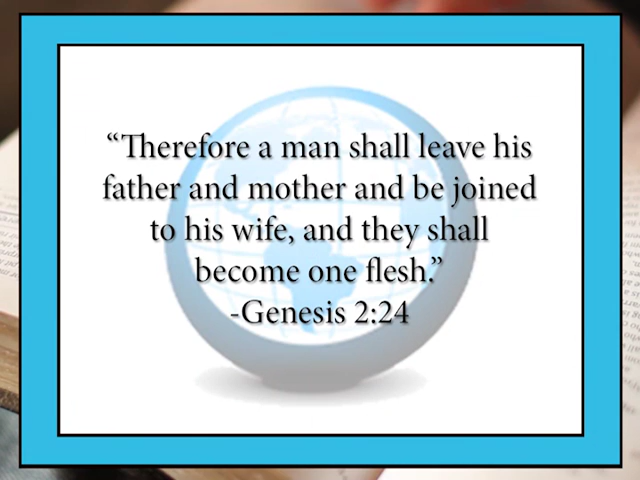 “Therefore a man shall leave his
father and mother and be joined
to his wife, and they shall
become one flesh.”
-Genesis 2:24